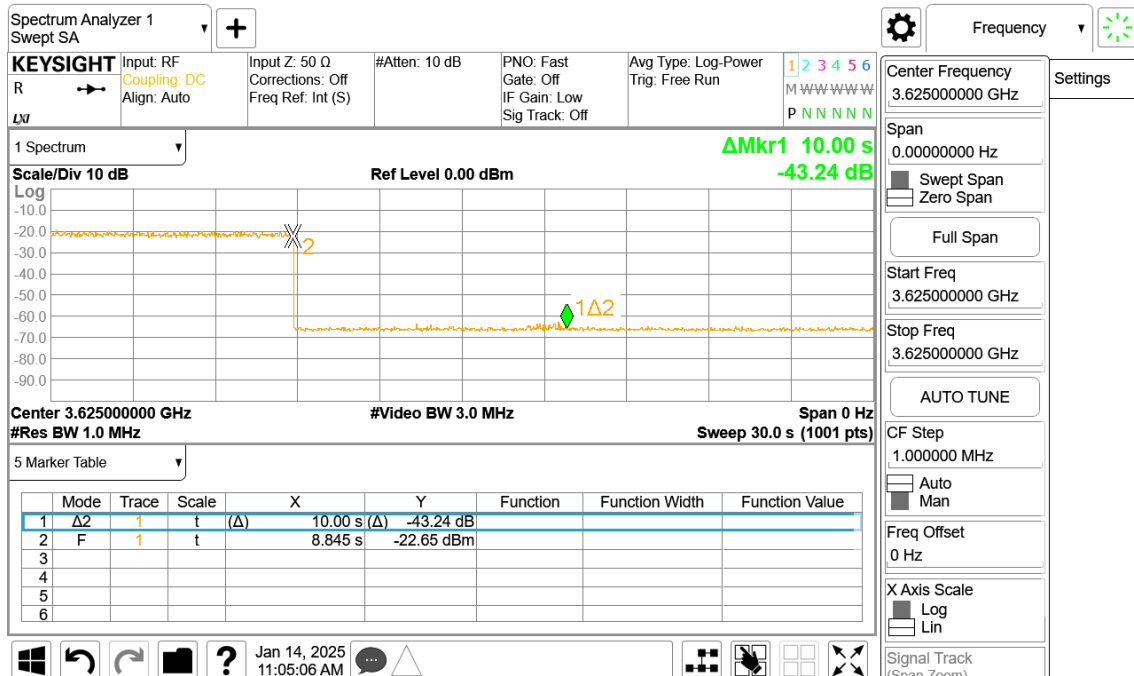 Spectrum Analyzer 1
Swept SA
Frequency
KEYSIGHT
R
LXI
Input: RF
Coupling: DC
Align: Auto
Input Z: 50 Ω
Corrections: Off
Freq Ref: Int (S)
#Atten: 10 dB
PNO: Fast
Gate: Off
IF Gain: Low
Sig Track: Off
Avg Type: Log-Power
Trig: Free Run
1 2 3 4 5 6
M W W W W W
P N N N N N
1 Spectrum
ΔMkr1 10.00 s
-43.24 dB
Scale/Div 10 dB
Ref Level 0.00 dBm
Log
-10.0
-20.0
-30.0
-40.0
-50.0
-60.0
-70.0
-80.0
-90.0
2
1Δ2
Center 3.625000000 GHz
#Video BW 3.0 MHz
Span 0 Hz
#Res BW 1.0 MHz
Sweep 30.0 s (1001 pts)
5 Marker Table
Mode Trace Scale X Y Function Function Width Function Value
1 Δ2 1 t (Δ) 10.00 s (Δ) -43.24 dB
2 F 1 t 8.845 s -22.65 dBm
3
4
5
6
?
Jan 14, 2025
11:05:06 AM
Center Frequency
3.625000000 GHz
Settings
Span
0.00000000 Hz
Swept Span
Zero Span
Full Span
Start Freq
3.625000000 GHz
Stop Freq
3.625000000 GHz
AUTO TUNE
CF Step
1.000000 MHz
Auto
Man
Freq Offset
0 Hz
X Axis Scale
Log
Lin
Signal Track
(Span Zoom)